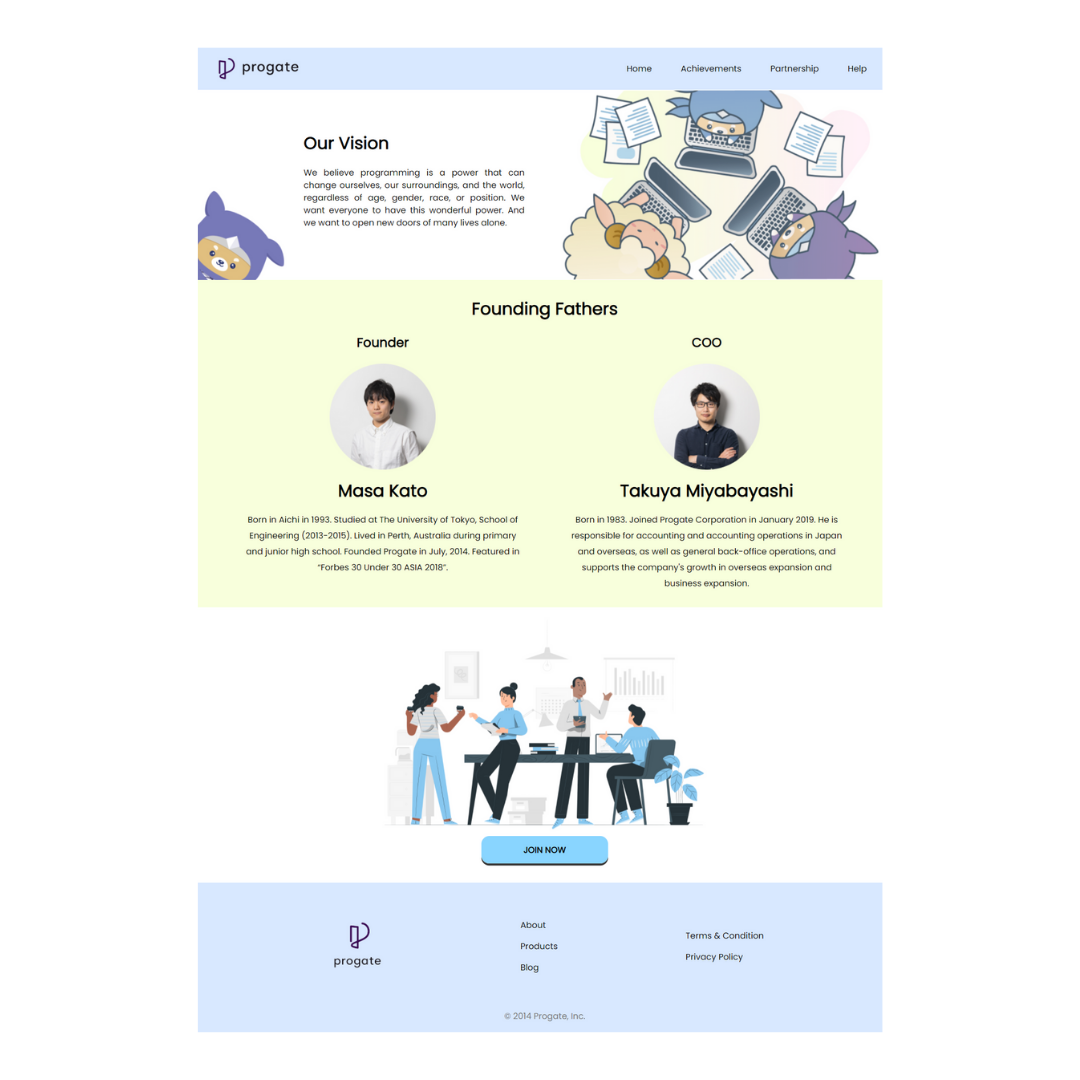 progate
Home Achievements Partnership Help
Our Vision
We believe programming is a power that can
change ourselves, our surroundings, and the world,
regardless of age, gender, race, or position. We
want everyone to have this wonderful power. And
we want to open new doors of many lives alone.
Founding Fathers
Founder
Masa Kato
Born in Aichi in 1993. Studied at The University of Tokyo, School of
Engineering (2013-2015). Lived in Perth, Australia during primary
and junior high school. Founded Progate in July, 2014. Featured in
“Forbes 30 Under 30 ASIA 2018”.
COO
Takuya Miyabayashi
Born in 1983. Joined Progate Corporation in January 2019. He is
responsible for accounting and accounting operations in Japan
and overseas, as well as general back-office operations, and
supports the company's growth in overseas expansion and
business expansion.
JOIN NOW
progate
About
Products
Blog
Terms & Condition
Privacy Policy
© 2014 Progate, Inc.